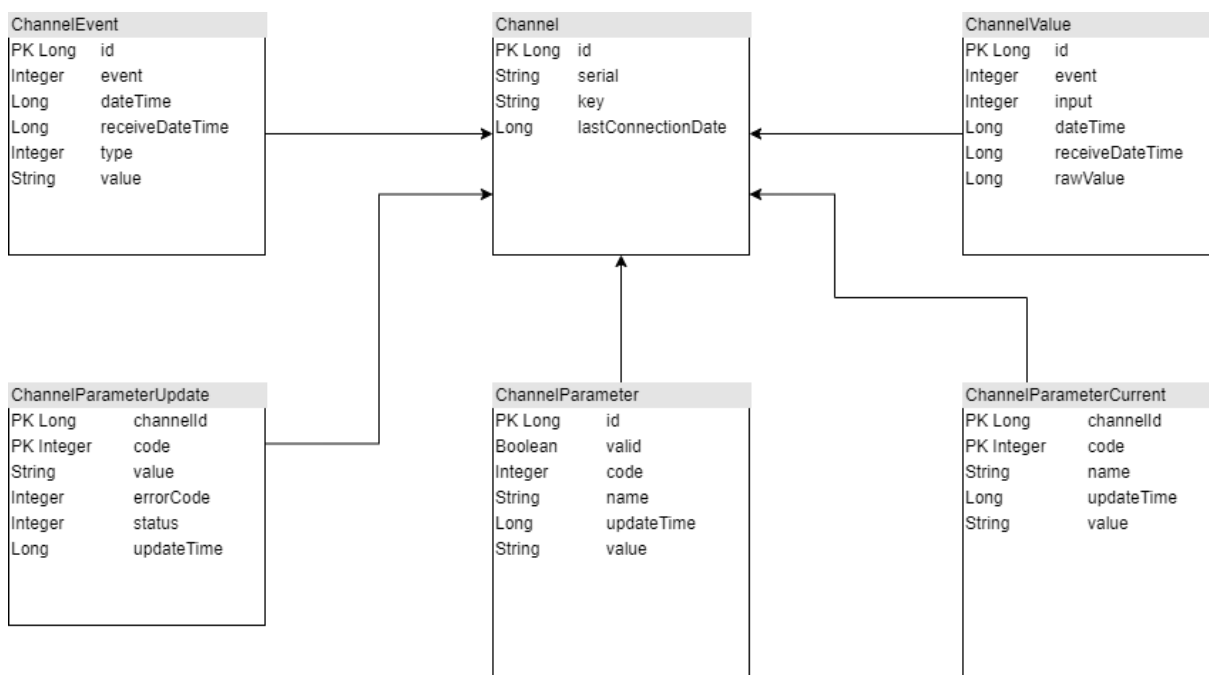 ChannelEvent
PK Long id
Integer event
Long dateTime
Long receiveDateTime
Integer type
String value
Channel
PK Long id
String serial
String key
Long lastConnectionDate
ChannelValue
PK Long id
Integer event
Integer input
Long dateTime
Long receiveDateTime
Long rawValue
ChannelParameterUpdate
PK Long channelId
PK Integer code
String value
Integer errorCode
Integer status
Long updateTime
ChannelParameter
PK Long id
Boolean valid
Integer code
String name
Long updateTime
String value
ChannelParameterCurrent
PK Long channelId
PK Integer code
String name
Long updateTime
String value